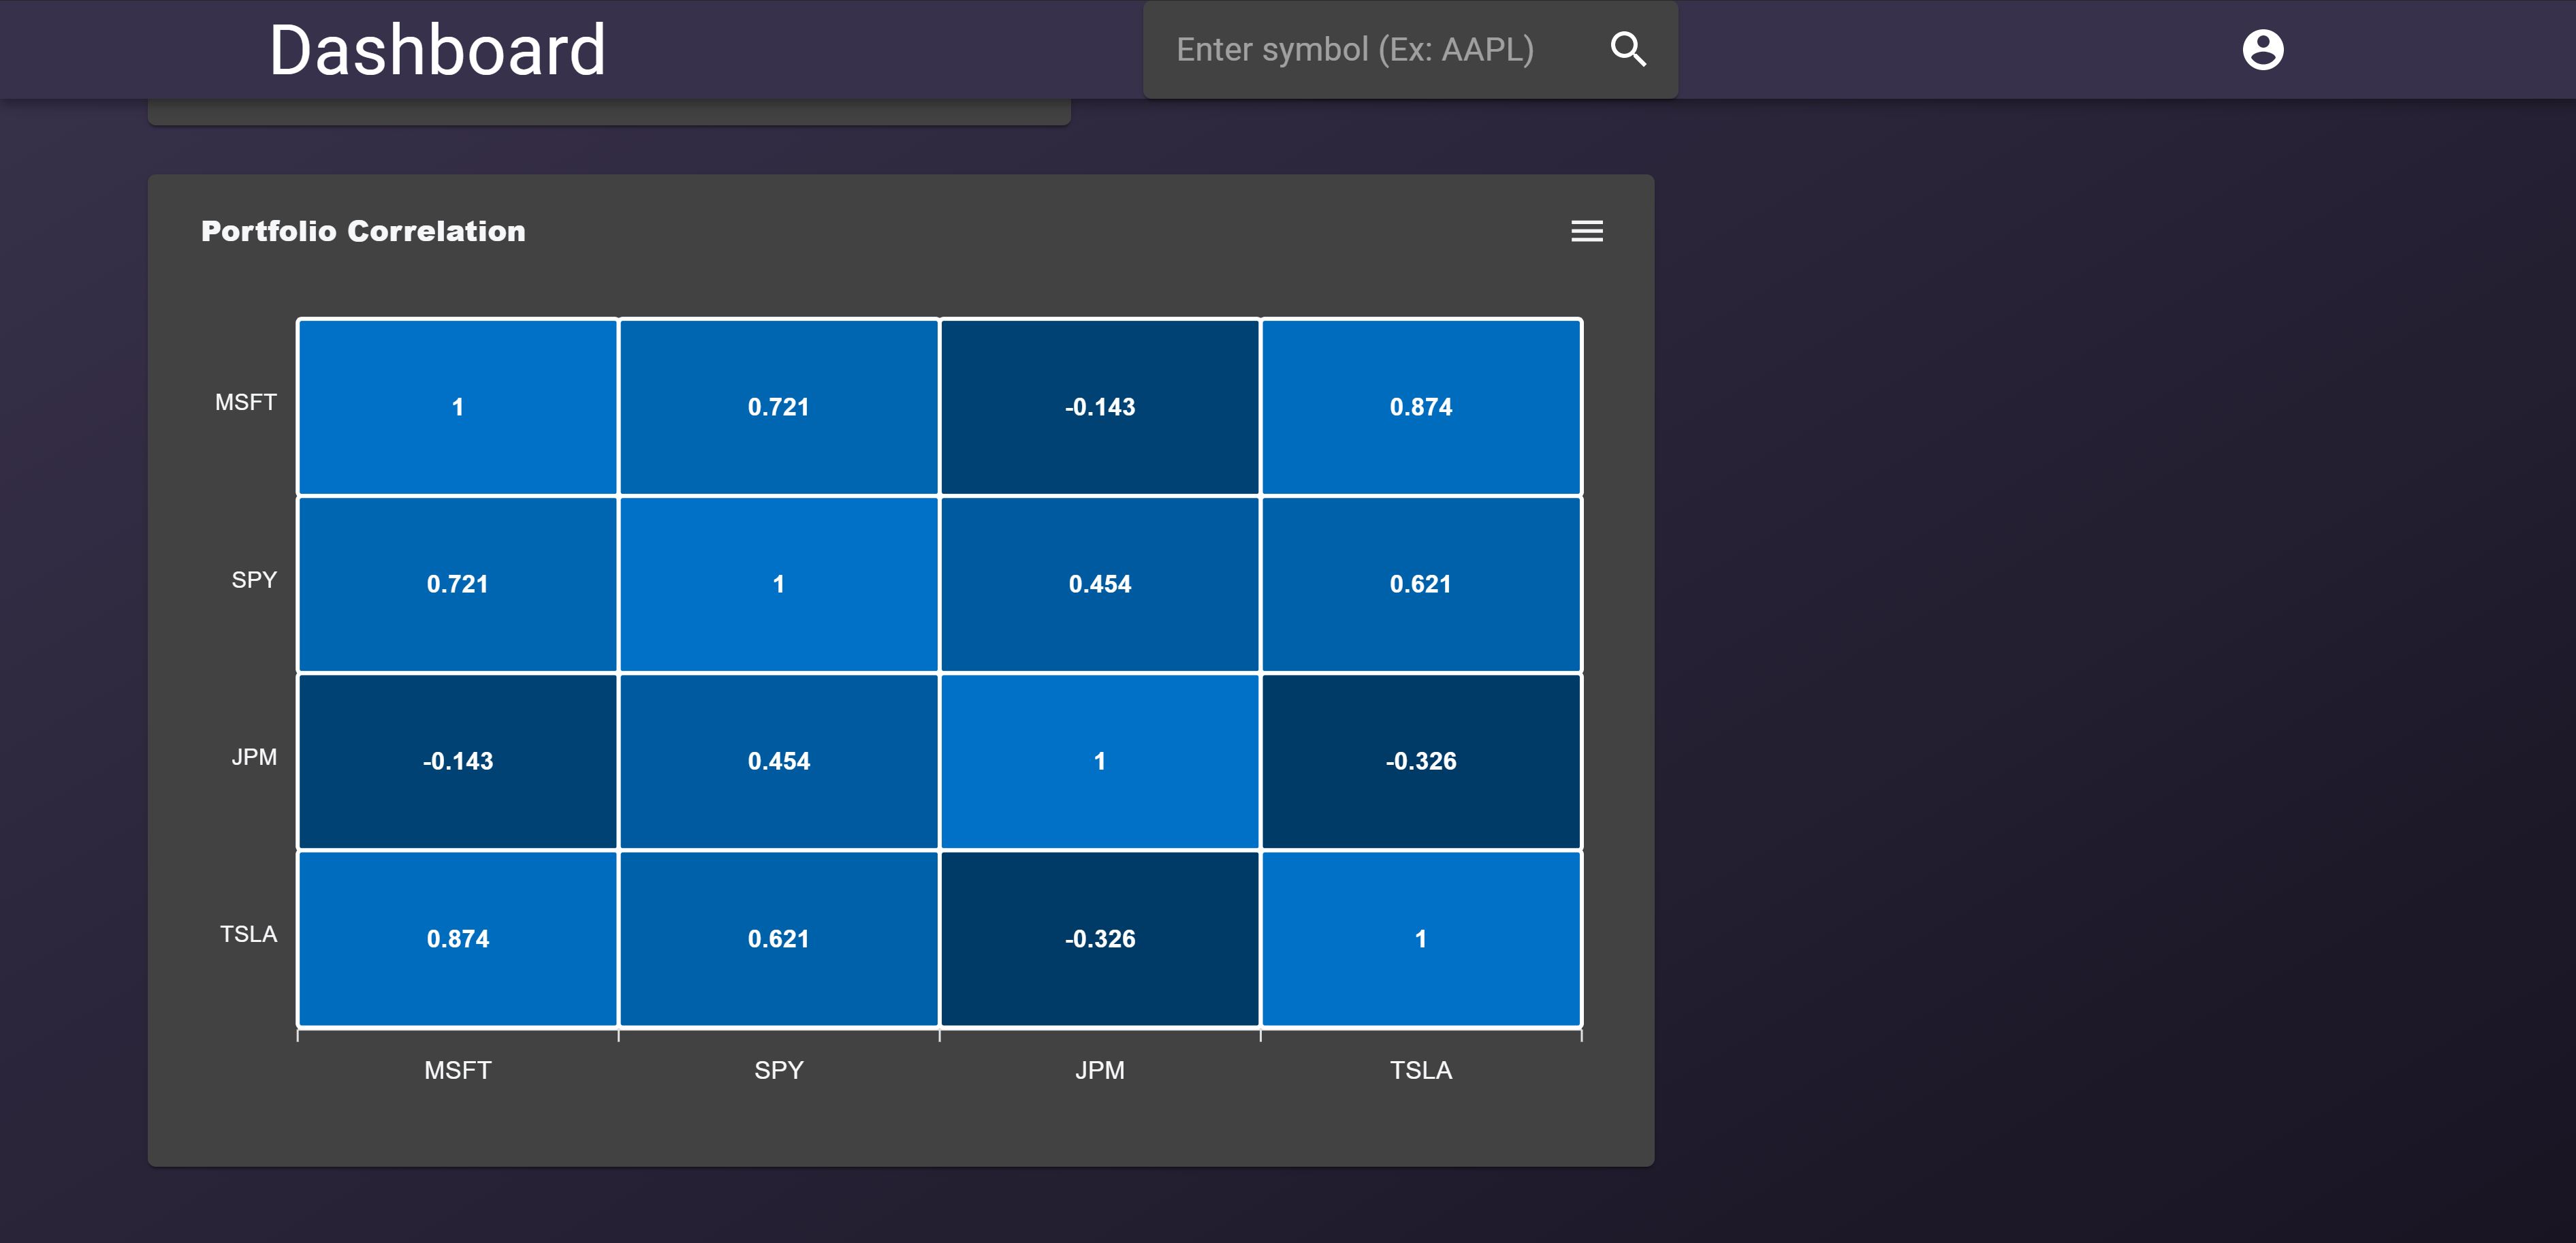 Dashboard
Enter symbol (Ex: AAPL)
Portfolio Correlation
MSFT 1 0.721 -0.143 0.874
SPY 0.721 1 0.454 0.621
JPM -0.143 0.454 1 -0.326
TSLA 0.874 0.621 -0.326 1
MSFT SPY JPM TSLA